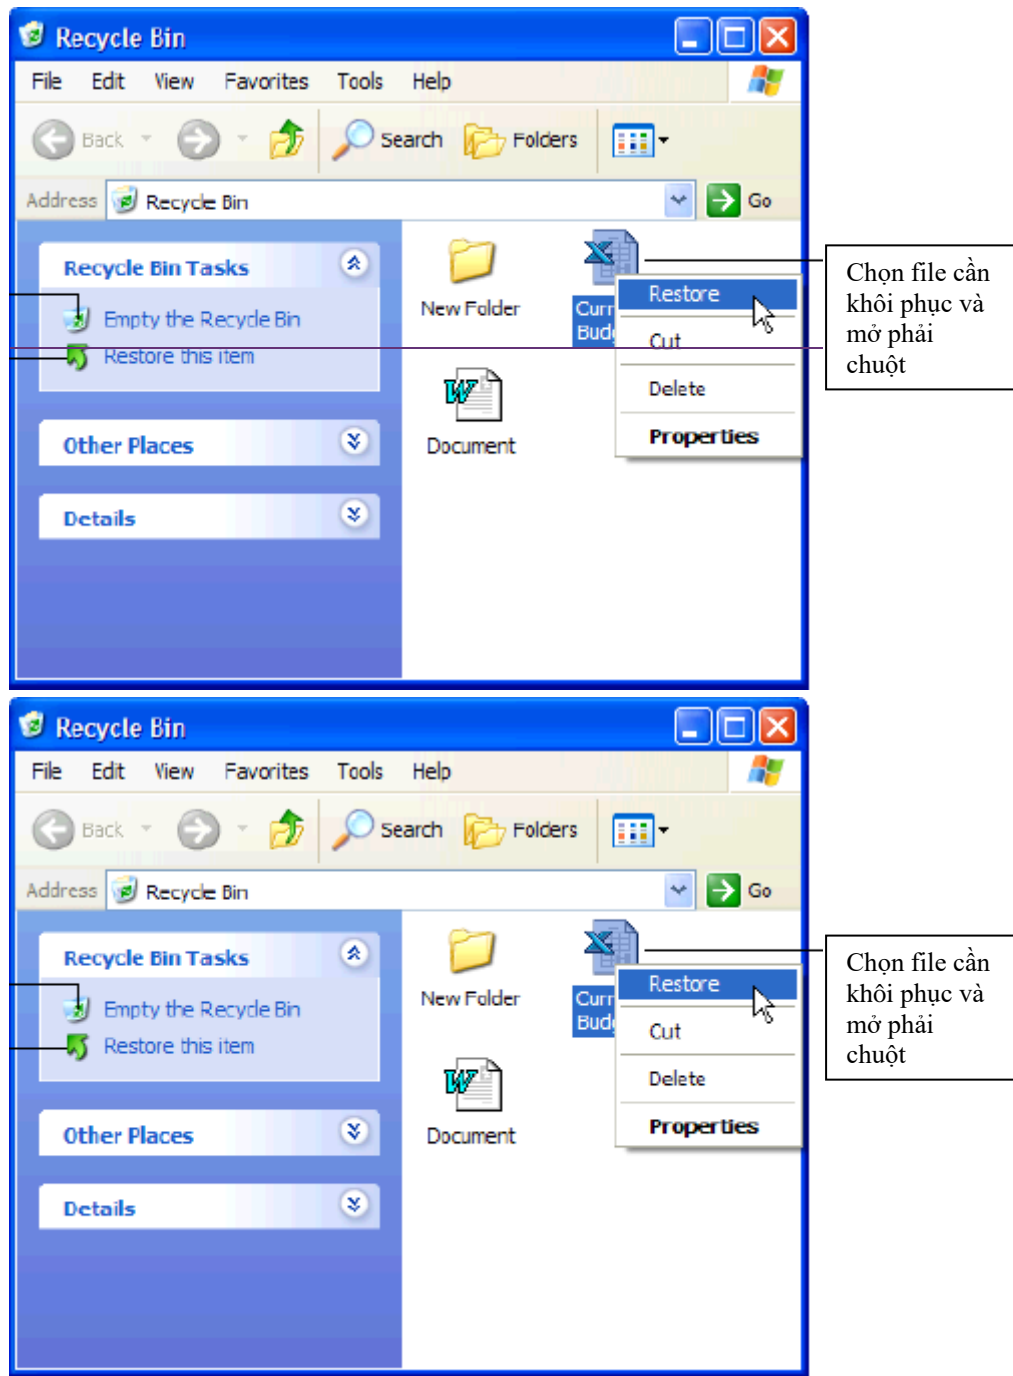 Recycle Bin
File Edit View Favorites Tools Help
Back Search Folders
Address Recycle Bin Go
Recycle Bin Tasks
Empty the Recycle Bin
Restore this item
Other Places
Details
New Folder
Curr
Bud
Document
Restore
Cut
Delete
Properties
Chọn file cần
khôi phục và
mở phải
chuột
Recycle Bin
File Edit View Favorites Tools Help
Back Search Folders
Address Recycle Bin Go
Recycle Bin Tasks
Empty the Recycle Bin
Restore this item
Other Places
Details
New Folder
Curr
Bud
Document
Restore
Cut
Delete
Properties
Chọn file cần
khôi phục và
mở phải
chuột